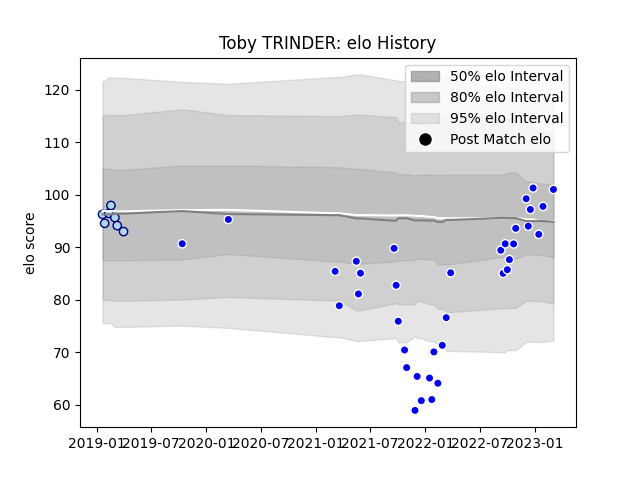 Toby TRINDER: elo History
50% elo Interval
80% elo Interval
95% elo Interval
Post Match elo
elo score
120
110
100
90
80
70
60
2019-01 2019-07 2020-01 2020-07 2021-01 2021-07 2022-01 2022-07 2023-01